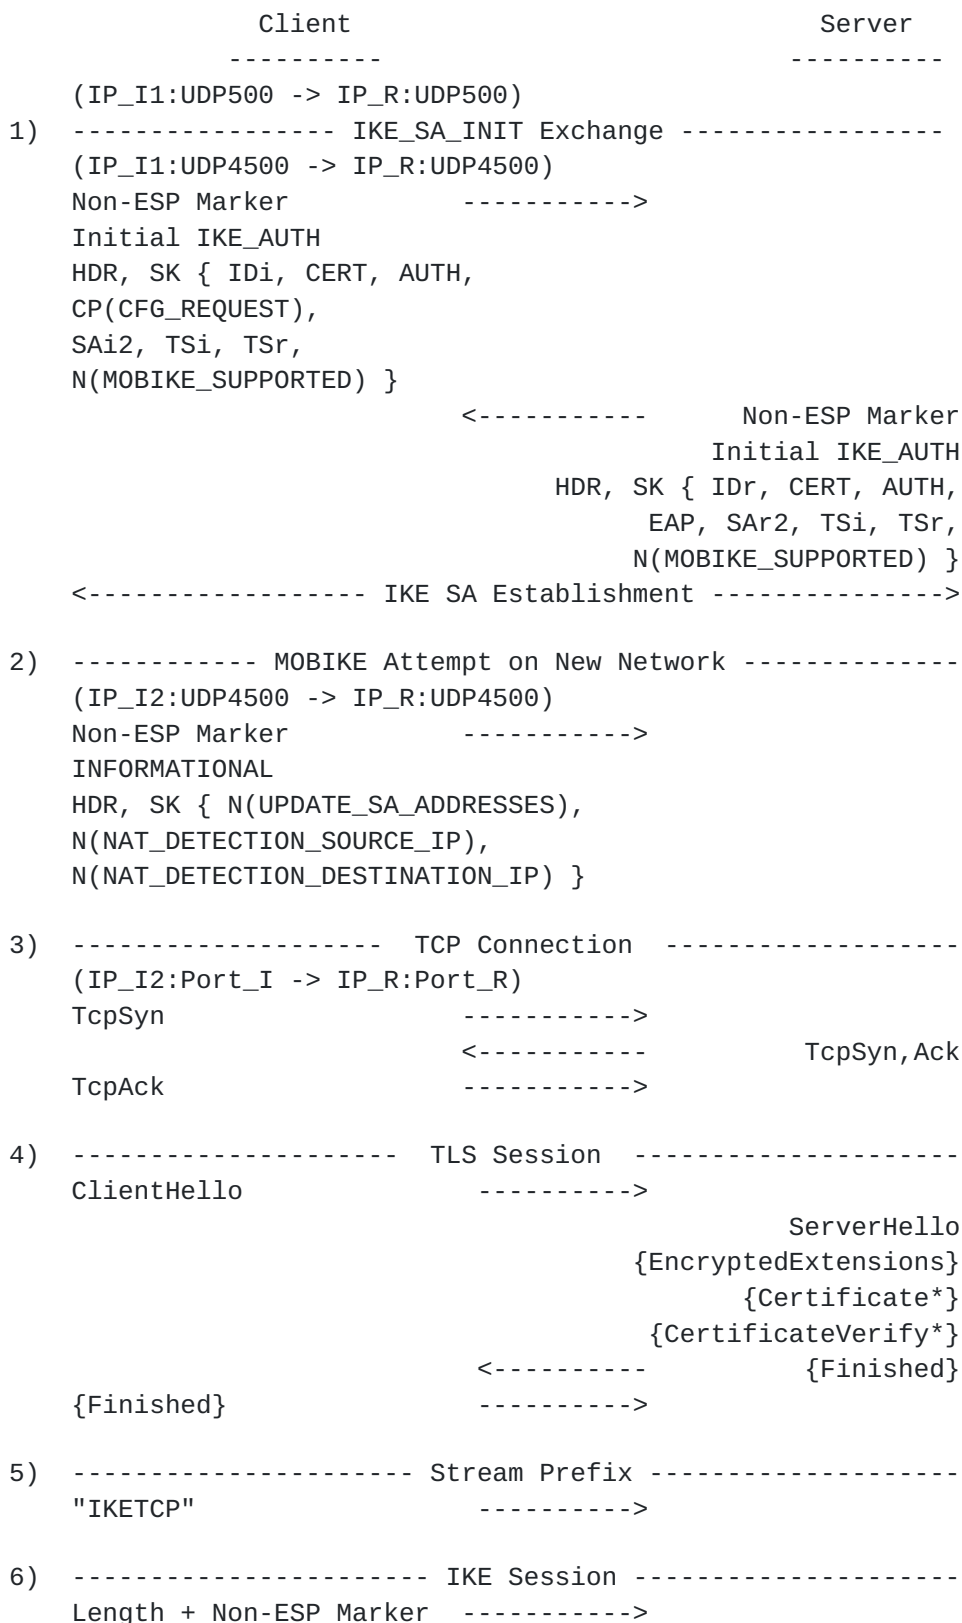 Client                              Server
              ----------                          ----------
    (IP_I1:UDP500 -> IP_R:UDP500)
1)  ----------------- IKE_SA_INIT Exchange -----------------
    (IP_I1:UDP4500 -> IP_R:UDP4500)
    Non-ESP Marker           ----------->
    Initial IKE_AUTH
    HDR, SK { IDi, CERT, AUTH,
    CP(CFG_REQUEST),
    SAi2, TSi, TSr,
    N(MOBIKE_SUPPORTED) }
                             <-----------      Non-ESP Marker
                                             Initial IKE_AUTH
                                   HDR, SK { IDr, CERT, AUTH,
                                         EAP, SAr2, TSi, TSr,
                                        N(MOBIKE_SUPPORTED) }
    <------------------ IKE SA Establishment --------------->
2)  ------------ MOBIKE Attempt on New Network --------------
    (IP_I2:UDP4500 -> IP_R:UDP4500)
    Non-ESP Marker           ----------->
    INFORMATIONAL
    HDR, SK { N(UPDATE_SA_ADDRESSES),
    N(NAT_DETECTION_SOURCE_IP),
    N(NAT_DETECTION_DESTINATION_IP) }
3)  --------------------  TCP Connection  -------------------
    (IP_I2:Port_I -> IP_R:Port_R)
    TcpSyn                   ----------->
                             <-----------          TcpSyn,Ack
    TcpAck                   ----------->
4)  ---------------------  TLS Session  ---------------------
    ClientHello               ---------->
                                                  ServerHello
                                        {EncryptedExtensions}
                                               {Certificate*}
                                         {CertificateVerify*}
                              <----------          {Finished}
    {Finished}                ---------->
5)  ---------------------- Stream Prefix --------------------
    "IKETCP"                  ---------->
6)  ----------------------- IKE Session ---------------------
    Length + Non-ESP Marker  ----------->